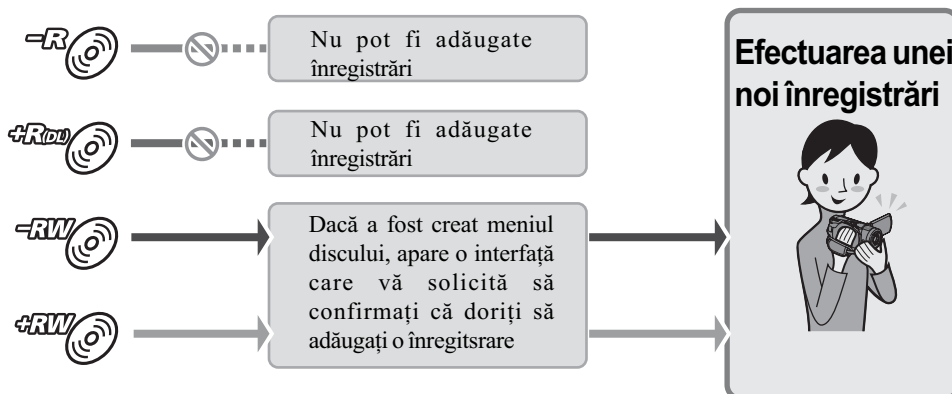 -R
Nu pot fi adăugate
înregistrări
Efectuarea unei
noi înregistrări
+R(DL)
Nu pot fi adăugate
înregistrări
-RW
Dacă a fost creat meniul
discului, apare o interfață
care vă solicită să
confirmați că doriți să
adăugați o înregitsrare
+RW